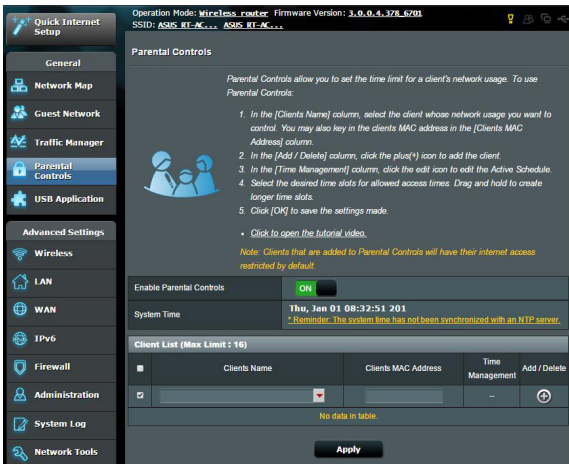 Quick Internet
Setup
General
Network Map
Guest Network
Traffic Manager
Parental
Controls
USB Application
Advanced Settings
Wireless
LAN
WAN
IPv6
Firewall
Administration
System Log
Network Tools
Operation Mode: Wireless router Firmware Version: 3.0.0.4.378_6701
SSID: ASUS RT-AC... ASUS RT-AC...
Parental Controls
Parental Controls allow you to set the time limit for a client's network usage. To use
Parental Controls:
1. In the [Clients Name] column, select the client whose network usage you want to
control. You may also key in the clients MAC address in the [Clients MAC
Address] column.
2. In the [Add / Delete] column, click the plus(+) icon to add the client.
3. In the [Time Management] column, click the edit icon to edit the Active Schedule.
4. Select the desired time slots for allowed access times. Drag and hold to create
longer time slots.
5. Click [OK] to save the settings made.
• Click to open the tutorial video.
Note: Clients that are added to Parental Controls will have their internet access
restricted by default.
Enable Parental Controls ON
System Time Thu, Jan 01 08:32:51 201
* Reminder: The system time has not been synchronized with an NTP server.
Client List (Max Limit : 16)
Clients Name Clients MAC Address Time
Management Add / Delete
--
No data in table.
Apply